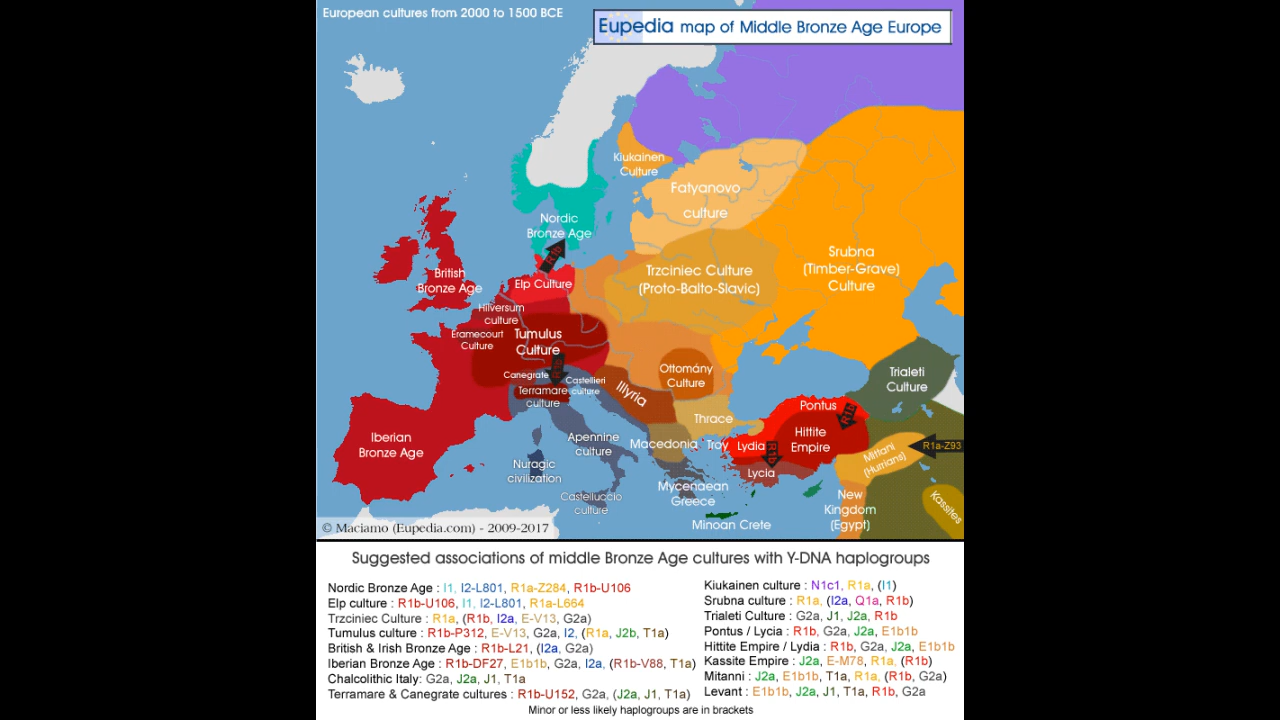 European cultures from 2000 to 1500 BCE
Eupedia map of Middle Bronze Age Europe
Kiukainen
Culture
Fatyanovo
culture
Nordic
Bronze Age
R1b
Srubna
(Timber-Grave)
Culture
Trzciniec Culture
(Proto-Balto-Slavic)
British
Bronze Age
Elp Culture
Hilversum
culture
Eramecourt
Culture
Tumulus
Culture
R1b
Canegrate
Castellieri
culture
Terramare
culture
Illyria
Ottomány
Culture
Trialeti
Culture
Thrace
Pontus
R1b
Iberian
Bronze Age
Apennine
culture
Macedonia
Troy
Lydia
R1b
Hittite
Empire
Mittani
(Hurrians)
R1a-Z93
Nuragic
civilization
Lycia
Castelluccio
culture
Mycenaean
Greece
New
Kingdom
(Egypt)
Kassites
Minoan Crete
© Maciamo (Eupedia.com) - 2009-2017
Suggested associations of middle Bronze Age cultures with Y-DNA haplogroups
Nordic Bronze Age : I1, I2-L801, R1a-Z284, R1b-U106
Elp culture : R1b-U106, I1, I2-L801, R1a-L664
Trzciniec Culture : R1a, (R1b, I2a, E-V13, G2a)
Tumulus culture : R1b-P312, E-V13, G2a, I2, (R1a, J2b, T1a)
British & Irish Bronze Age : R1b-L21, (I2a, G2a)
Iberian Bronze Age : R1b-DF27, E1b1b, G2a, I2a, (R1b-V88, T1a)
Chalcolithic Italy: G2a, J2a, J1, T1a
Terramare & Canegrate cultures : R1b-U152, G2a, (J2a, J1, T1a)
Kiukainen culture : N1c1, R1a, (I1)
Srubna culture : R1a, (I2a, Q1a, R1b)
Trialeti Culture : G2a, J1, J2a, R1b
Pontus / Lycia : R1b, G2a, J2a, E1b1b
Hittite Empire / Lydia : R1b, G2a, J2a, E1b1b
Kassite Empire : J2a, E-M78, R1a, (R1b)
Mitanni : J2a, E1b1b, T1a, R1a, (R1b, G2a)
Levant : E1b1b, J2a, J1, T1a, R1b, G2a
Minor or less likely haplogroups are in brackets